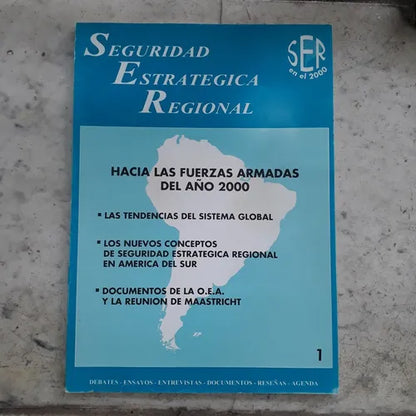 SEGURIDAD
ESTRATEGICA
REGIONAL
SER
en el 2000
HACIA LAS FUERZAS ARMADAS
DEL AÑO 2000
▪ LAS TENDENCIAS DEL SISTEMA GLOBAL
▪ LOS NUEVOS CONCEPTOS
DE SEGURIDAD ESTRATEGICA REGIONAL
EN AMERICA DEL SUR
▪ DOCUMENTOS DE LA O.E.A.
Y LA REUNION DE MAASTRICHT
1
DEBATES - ENSAYOS - ENTREVISTAS - DOCUMENTOS - RESEÑAS - AGENDA